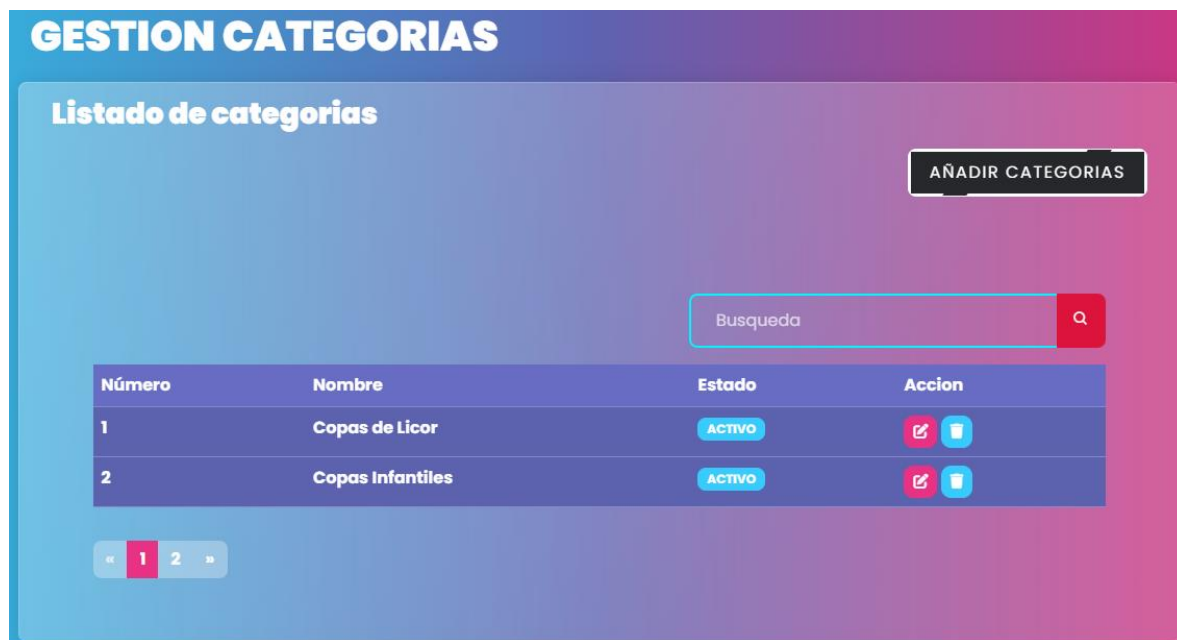 GESTION CATEGORIAS
Listado de categorias
AÑADIR CATEGORIAS
Busqueda
Número Nombre Estado Accion
1 Copas de Licor ACTIVO
2 Copas Infantiles ACTIVO
« 1 2 »